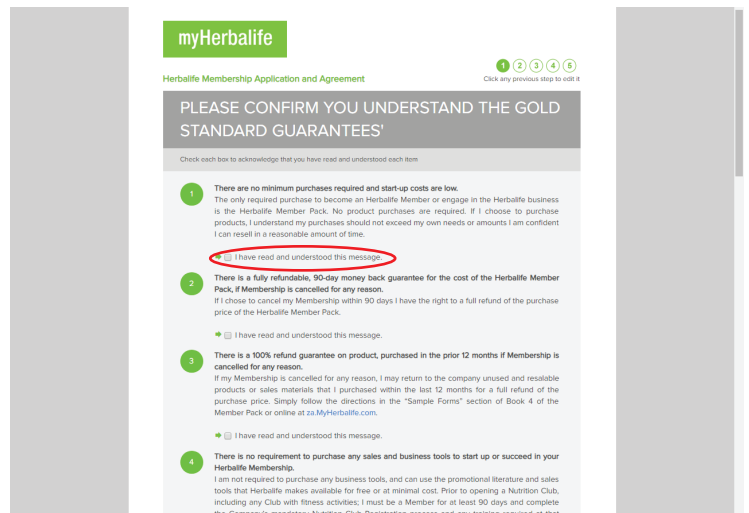 myHerbalife
Herbalife Membership Application and Agreement
1 2 3 4 5
Click any previous step to edit it
PLEASE CONFIRM YOU UNDERSTAND THE GOLD
STANDARD GUARANTEES'
Check each box to acknowledge that you have read and understood each item
1
There are no minimum purchases required and start-up costs are low.
The only required purchase to become an Herbalife Member or engage in the Herbalife business
is the Herbalife Member Pack. No product purchases are required. If I choose to purchase
products, I understand my purchases should not exceed my own needs or amounts I am confident
I can resell in a reasonable amount of time.
I have read and understood this message.
2
There is a fully refundable, 90-day money back guarantee for the cost of the Herbalife Member
Pack, if Membership is cancelled for any reason.
If I chose to cancel my Membership within 90 days I have the right to a full refund of the purchase
price of the Herbalife Member Pack.
I have read and understood this message.
3
There is a 100% refund guarantee on product, purchased in the prior 12 months if Membership is
cancelled for any reason.
If my Membership is cancelled for any reason, I may return to the company unused and resalable
products or sales materials that I purchased within the last 12 months for a full refund of the
purchase price. Simply follow the directions in the "Sample Forms" section of Book 4 of the
Member Pack or online at za.MyHerbalife.com.
I have read and understood this message.
4
There is no requirement to purchase any sales and business tools to start up or succeed in your
Herbalife Membership.
I am not required to purchase any business tools, and can use the promotional literature and sales
tools that Herbalife makes available for free or at minimal cost. Prior to opening a Nutrition Club,
including any Club with fitness activities; I must be a Member for at least 90 days and complete
the Company's mandatory Nutrition Club Registration process and any training required at that